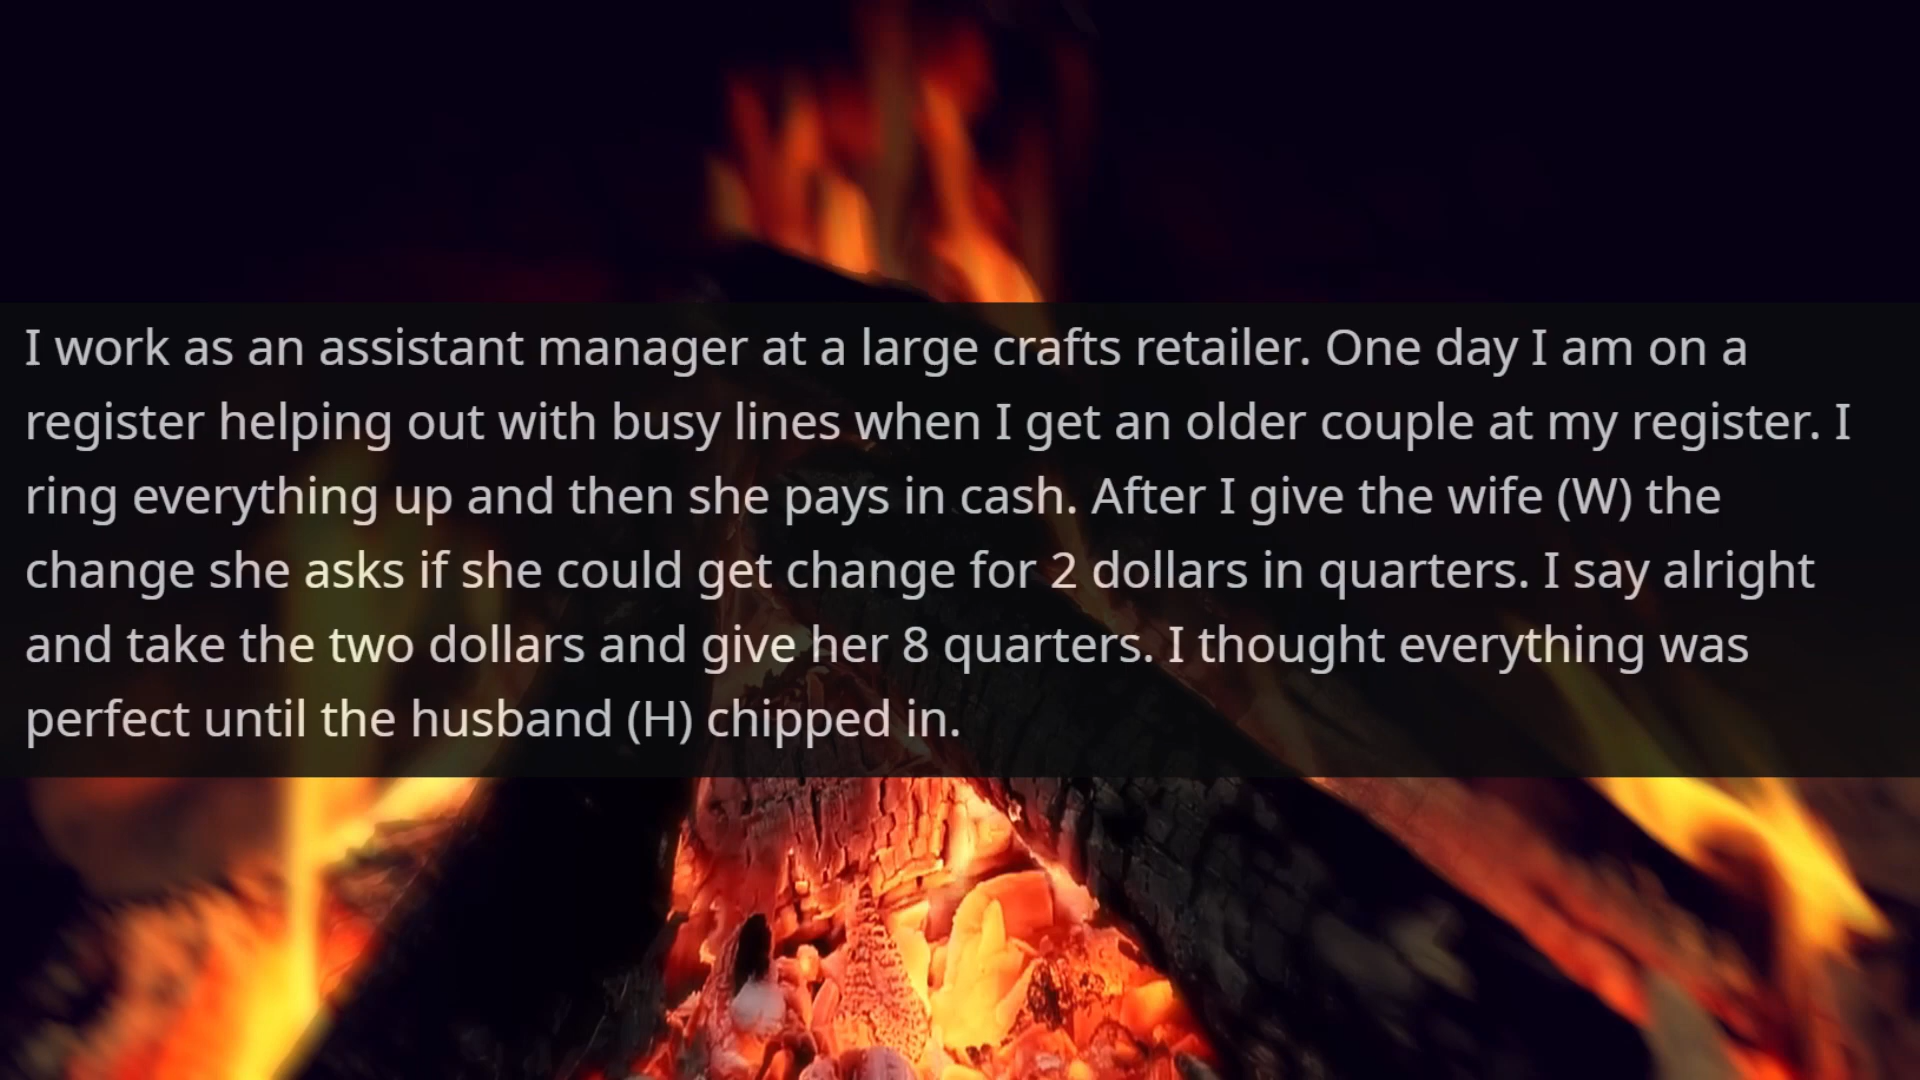 I work as an assistant manager at a large crafts retailer. One day I am on a
register helping out with busy lines when I get an older couple at my register. I
ring everything up and then she pays in cash. After I give the wife (W) the
change she asks if she could get change for 2 dollars in quarters. I say alright
and take the two dollars and give her 8 quarters. I thought everything was
perfect until the husband (H) chipped in.